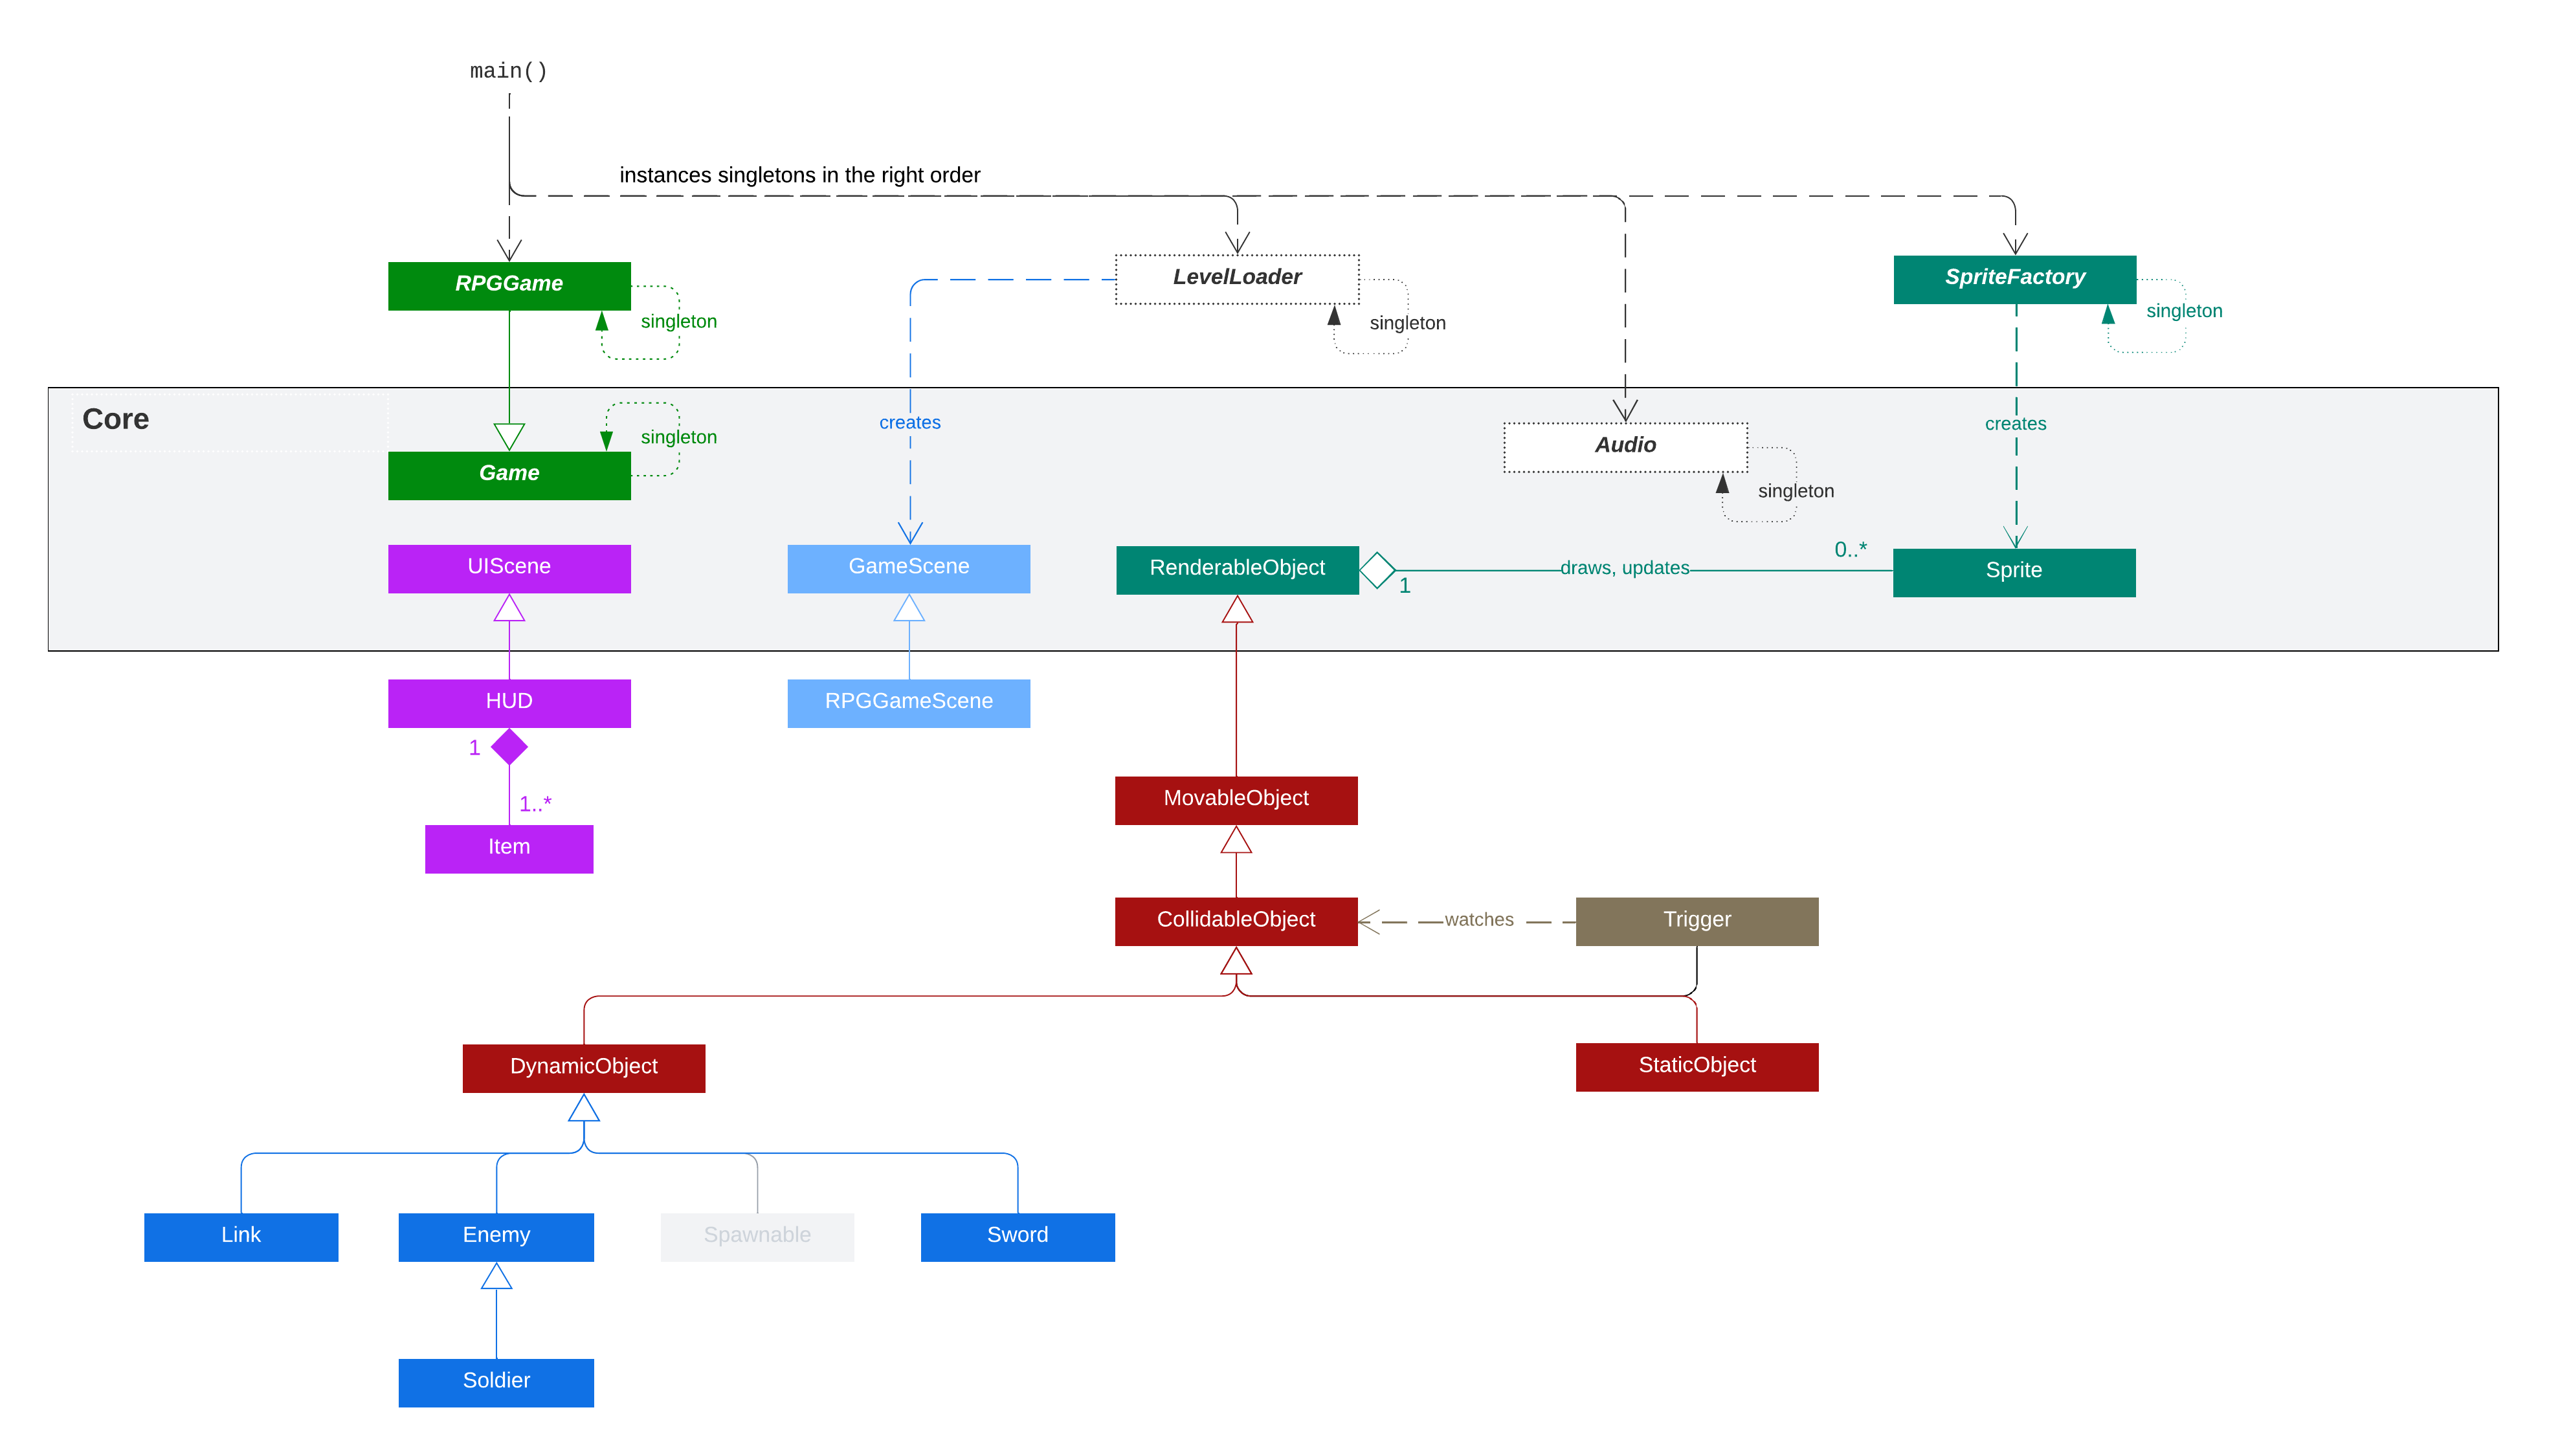 main()
instances singletons in the right order
RPGGame
singleton
LevelLoader
singleton
SpriteFactory
singleton
Core
creates
creates
singleton
Game
Audio
singleton
UIScene
GameScene
RenderableObject
1
draws, updates
0..*
Sprite
HUD
RPGGameScene
1
1..*
Item
MovableObject
CollidableObject
watches
Trigger
DynamicObject
StaticObject
Link
Enemy
Spawnable
Sword
Soldier